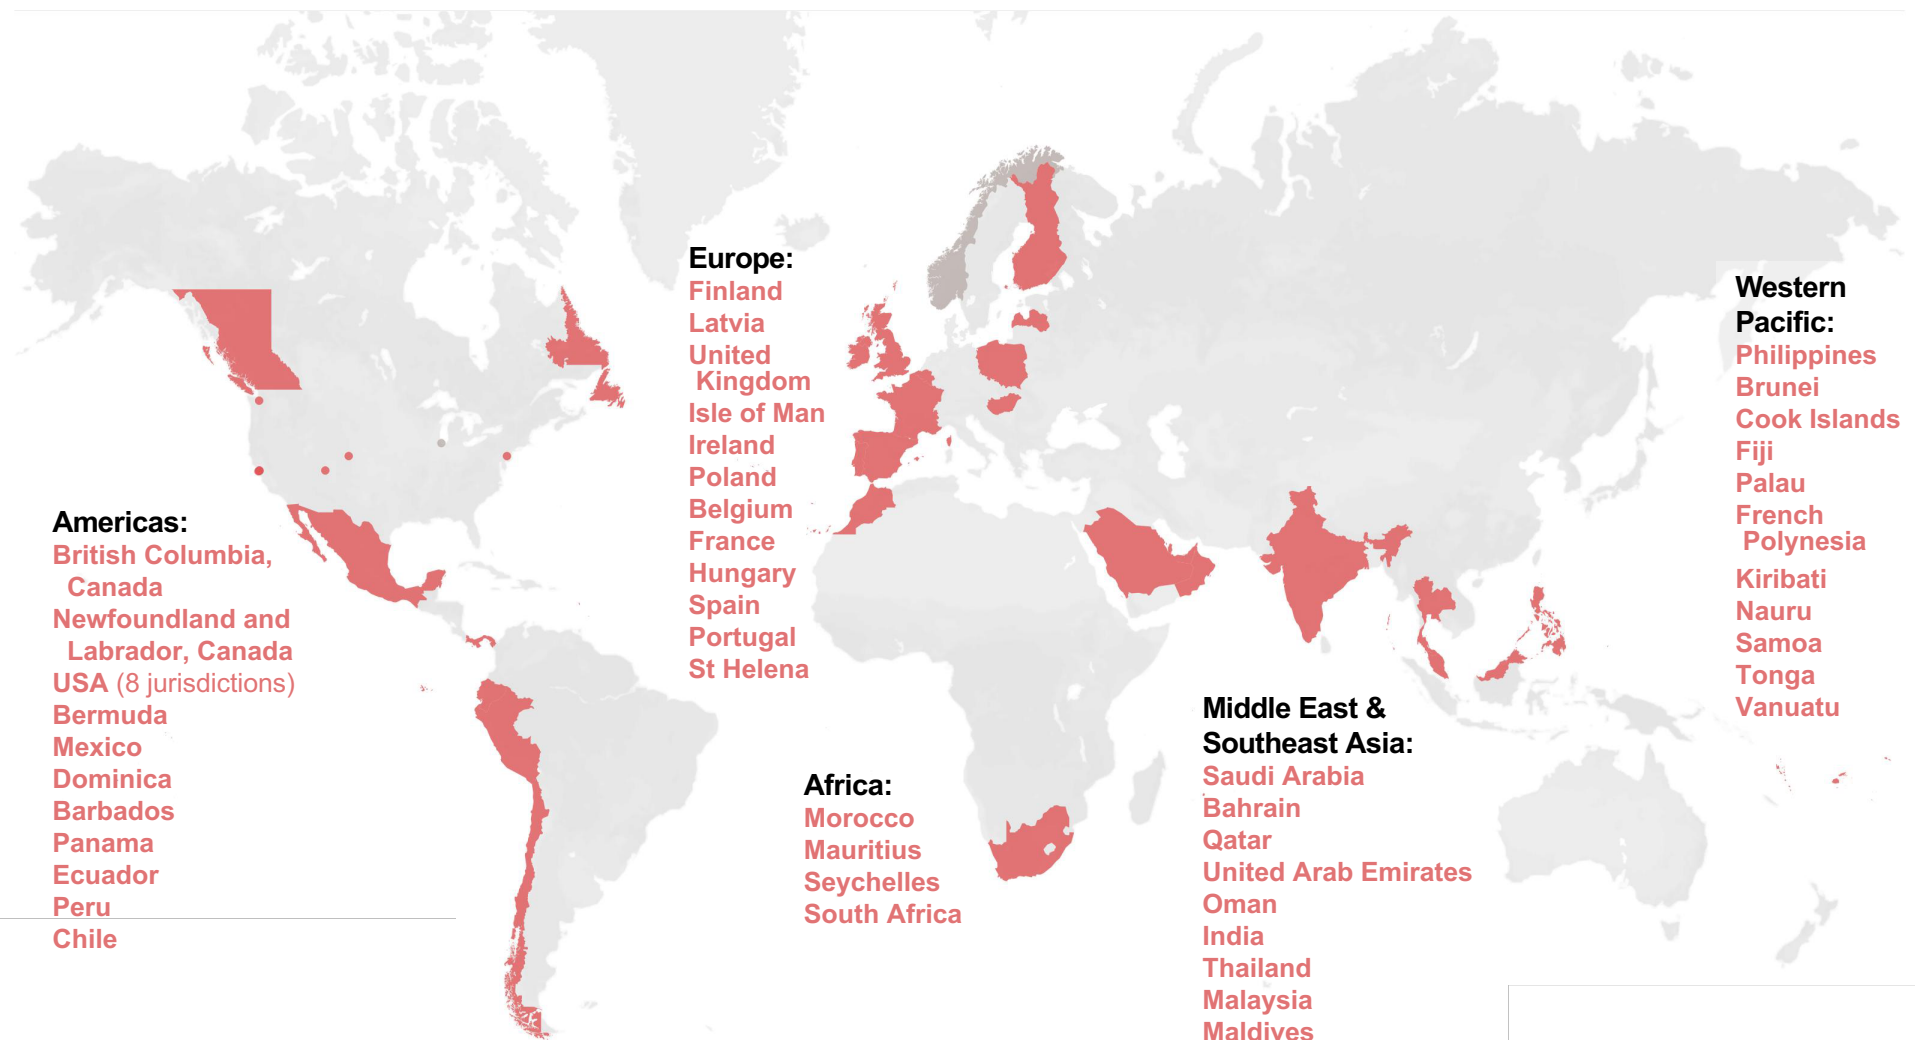 Europe:
Finland
Latvia
United
Kingdom
Isle of Man
Ireland
Poland
Belgium
France
Hungary
Spain
Portugal
St Helena
Western
Pacific:
Philippines
Brunei
Cook Islands
Fiji
Palau
French
Polynesia
Kiribati
Nauru
Samoa
Tonga
Vanuatu
Americas:
British Columbia,
Canada
Newfoundland and
Labrador, Canada
USA (8 jurisdictions)
Bermuda
Mexico
Dominica
Barbados
Panama
Ecuador
Peru
Chile
Africa:
Morocco
Mauritius
Seychelles
South Africa
Middle East &
Southeast Asia:
Saudi Arabia
Bahrain
Qatar
United Arab Emirates
Oman
India
Thailand
Malaysia
Maldives